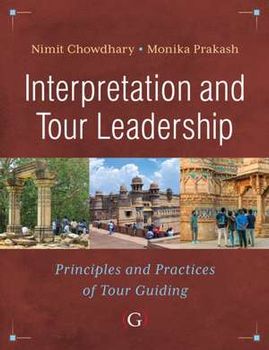 Nimit Chowdhary • Monika Prakash
Interpretation and
Tour Leadership
Principles and Practices
of Tour Guiding
G